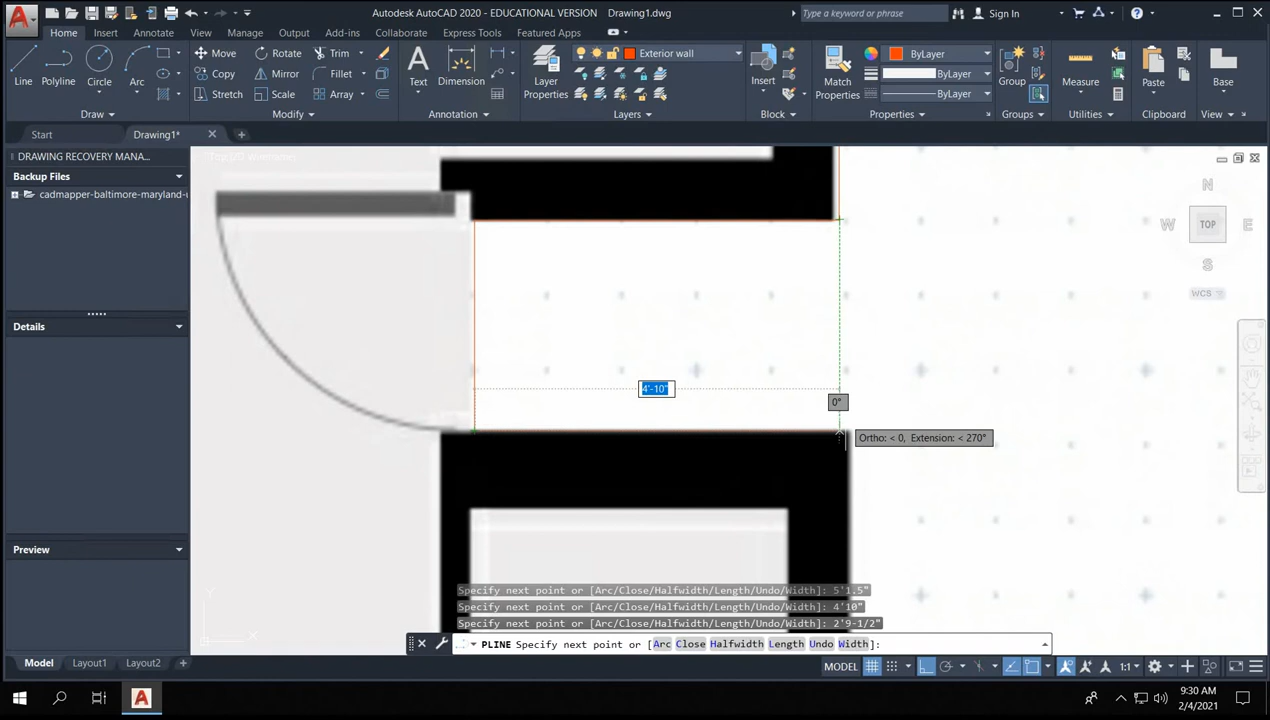 Autodesk AutoCAD 2020 - EDUCATIONAL VERSION Drawing1.dwg
Type a keyword or phrase
Sign In
Home Insert Annotate View Manage Output Add-ins Collaborate Express Tools Featured Apps
Line
Polyline
Circle
Arc
Move
Copy
Stretch
Rotate
Mirror
Scale
Trim
Fillet
Array
Text
Dimension
Layer
Properties
Exterior wall
Insert
Match
Properties
ByLayer
ByLayer
ByLayer
Group
Measure
Paste
Base
Draw
Modify
Annotation
Layers
Block
Properties
Groups
Utilities
Clipboard
View
Start
Drawing1*
DRAWING RECOVERY MANA...
Backup Files
cadmapper-baltimore-maryland-u
Details
Preview
N
W TOP E
S
WCS
4'-10"
0°
Ortho: < 0, Extension: < 270°
Y
X
Specify next point or [Arc/Close/Halfwidth/Length/Undo/Width]: 5'1.5"
Specify next point or [Arc/Close/Halfwidth/Length/Undo/Width]: 4'10"
Specify next point or [Arc/Close/Halfwidth/Length/Undo/Width]: 2'9-1/2"
PLINE Specify next point or [Arc Close Halfwidth Length Undo Width]:
Model Layout1 Layout2
MODEL
1:1
9:30 AM
2/4/2021